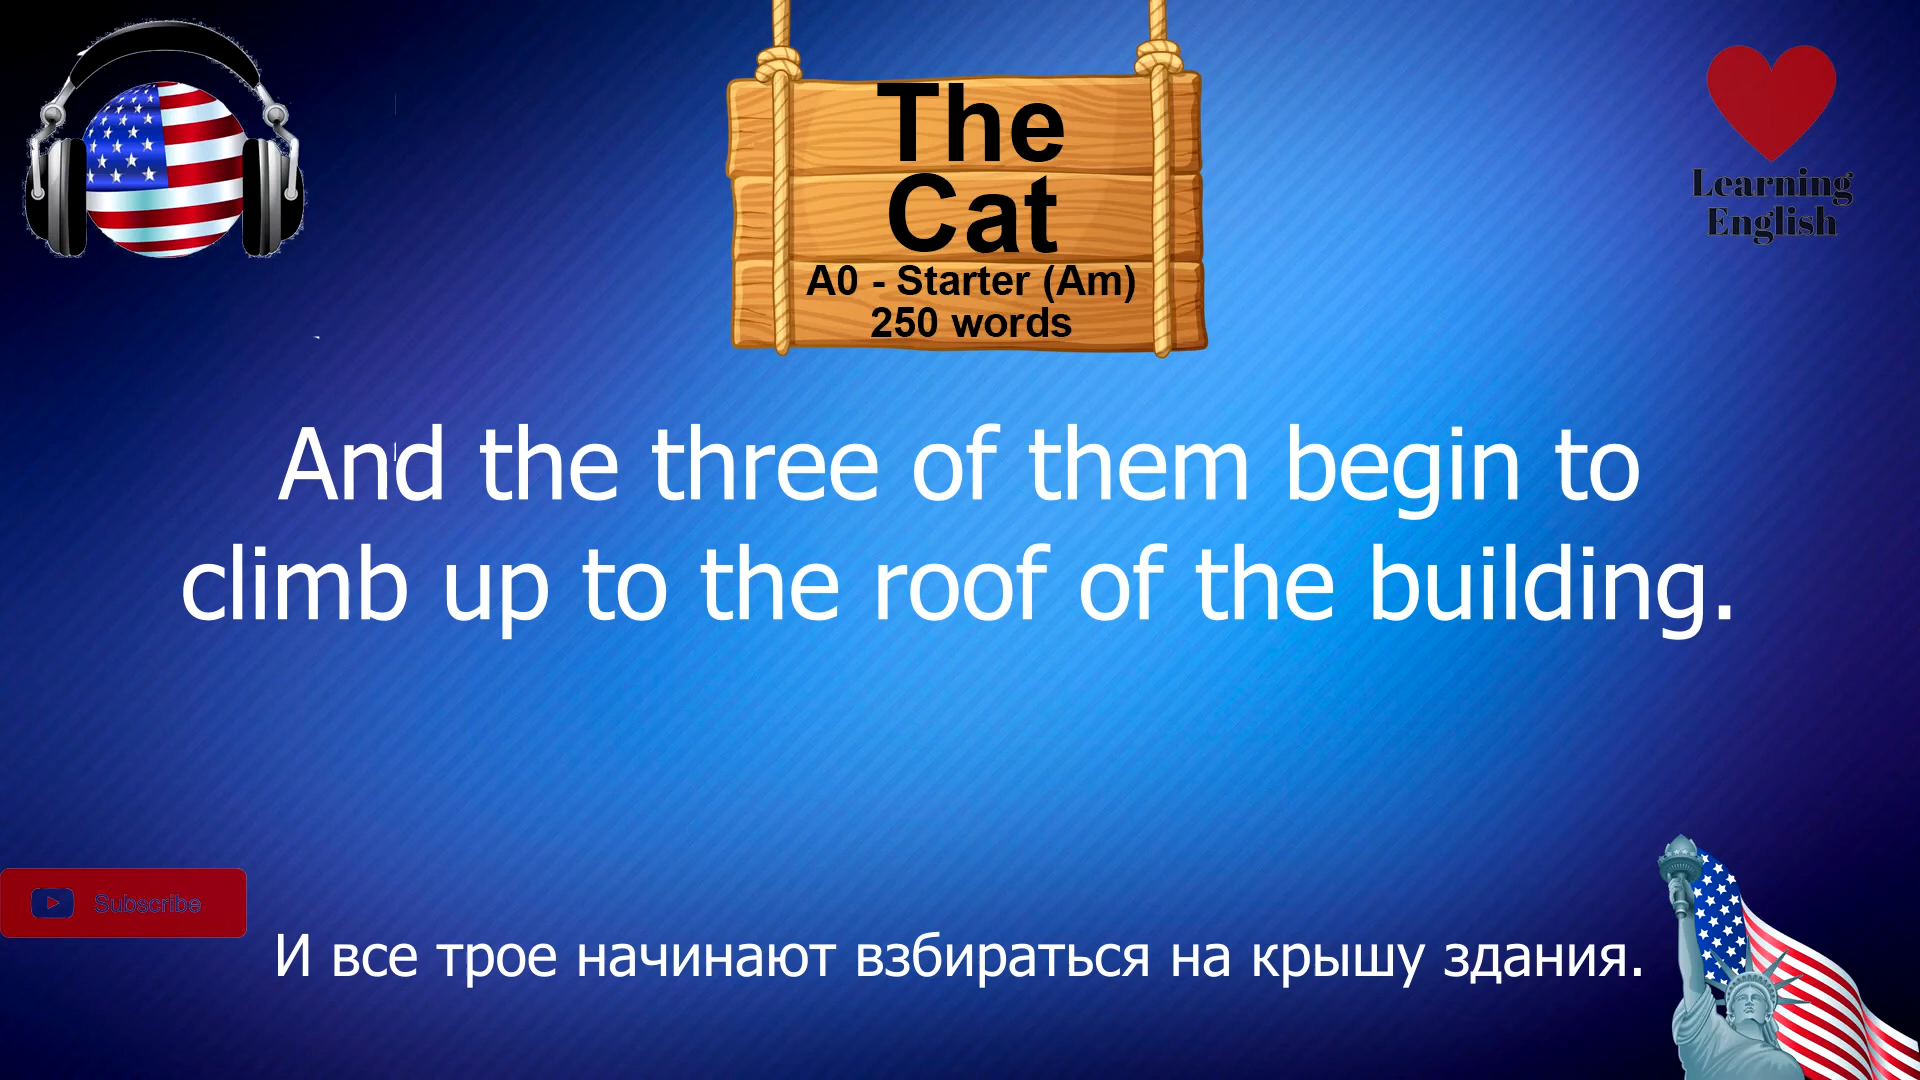 The
Cat
A0 - Starter (Am)
250 words
Learning
English
And the three of them begin to
climb up to the roof of the building.
Subscribe
И все трое начинают взбираться на крышу здания.